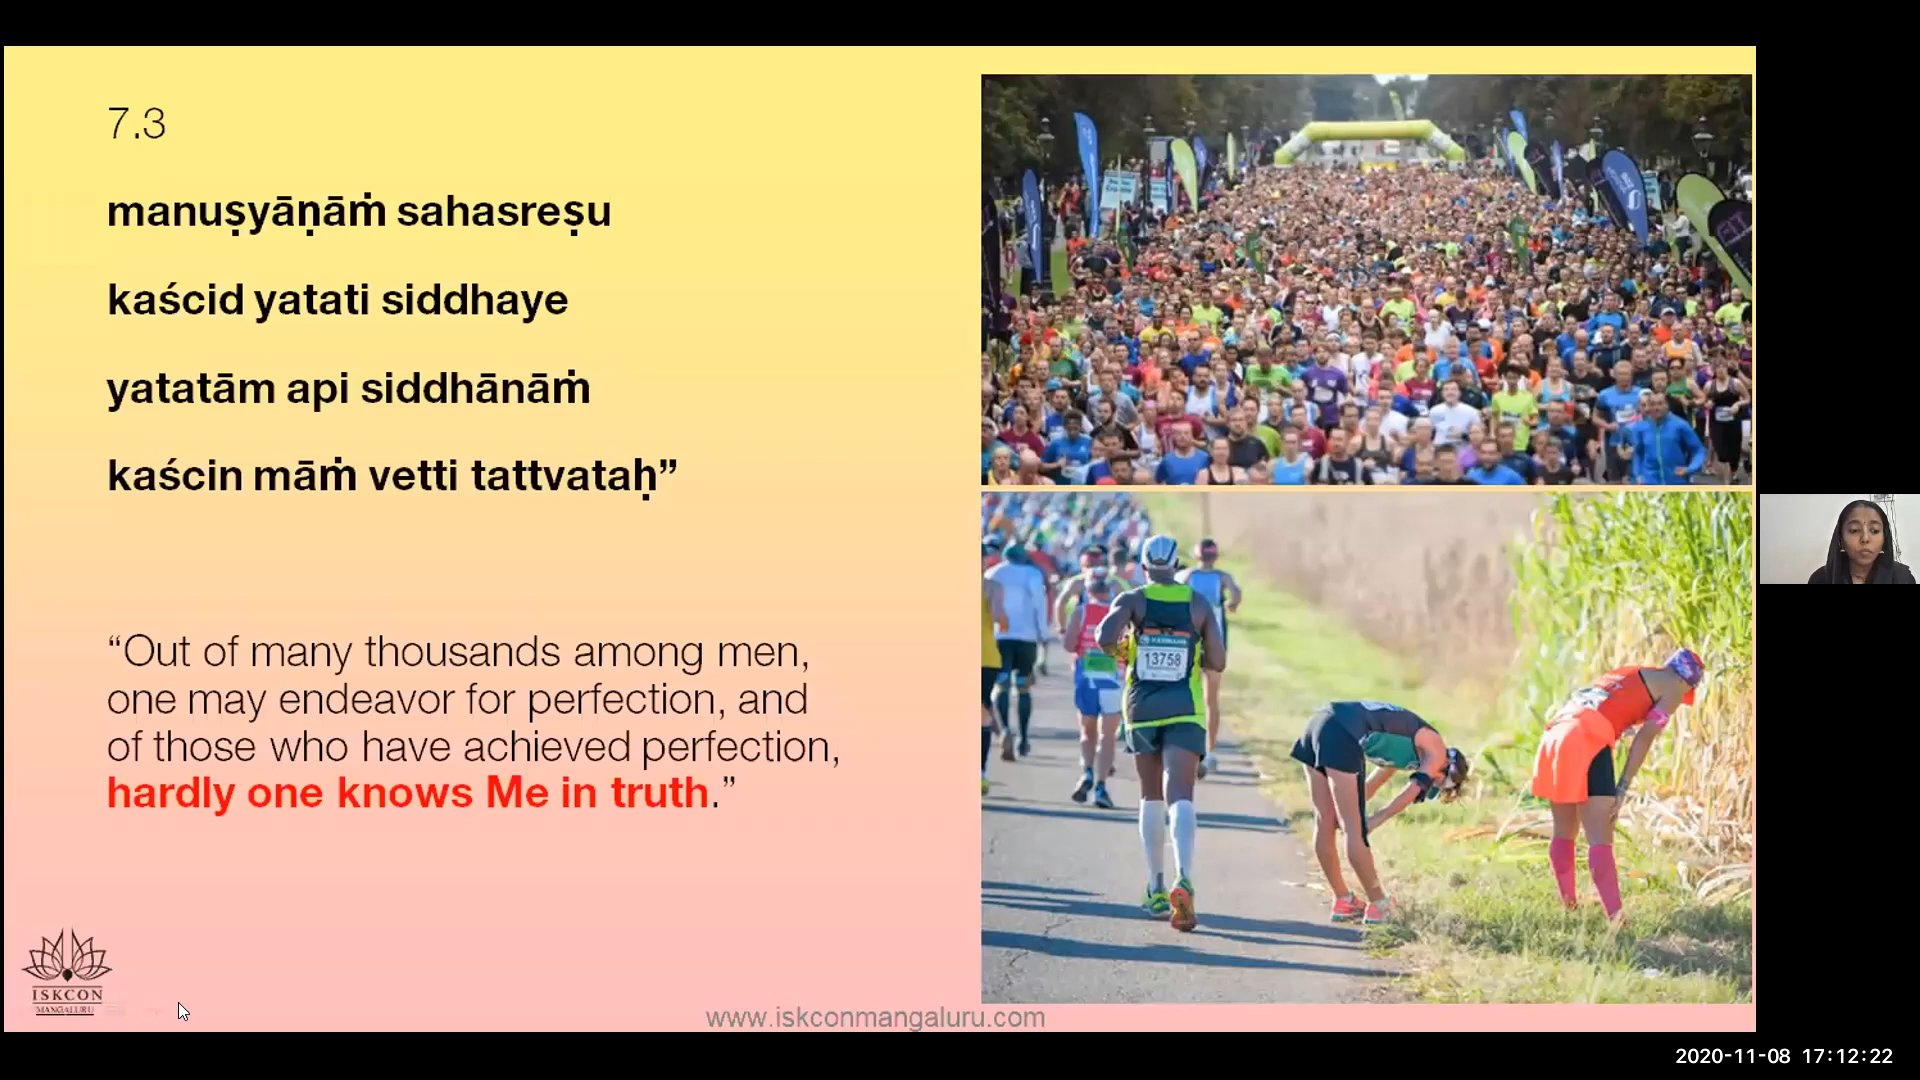 7.3
manuṣyāṇāṁ sahasreṣu
kaścid yatati siddhaye
yatatām api siddhānāṁ
kaścin māṁ vetti tattvataḥ”
“Out of many thousands among men,
one may endeavor for perfection, and
of those who have achieved perfection,
hardly one knows Me in truth.”
13758
ISKCON
MANGALURU
www.iskconmangaluru.com
2020-11-08 17:12:22